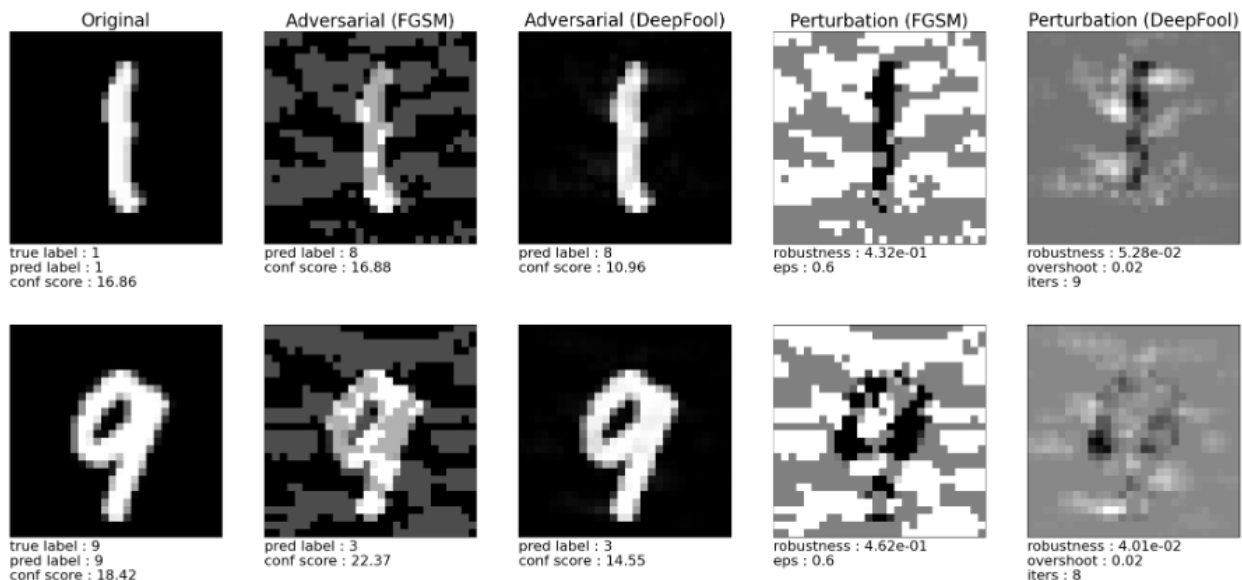 Original
Adversarial (FGSM)
Adversarial (DeepFool)
Perturbation (FGSM)
Perturbation (DeepFool)
true label : 1
pred label : 1
conf score : 16.86
pred label : 8
conf score : 16.88
pred label : 8
conf score : 10.96
robustness : 4.32e-01
eps : 0.6
robustness : 5.28e-02
overshoot : 0.02
iters : 9
true label : 9
pred label : 9
conf score : 18.42
pred label : 3
conf score : 22.37
pred label : 3
conf score : 14.55
robustness : 4.62e-01
eps : 0.6
robustness : 4.01e-02
overshoot : 0.02
iters : 8